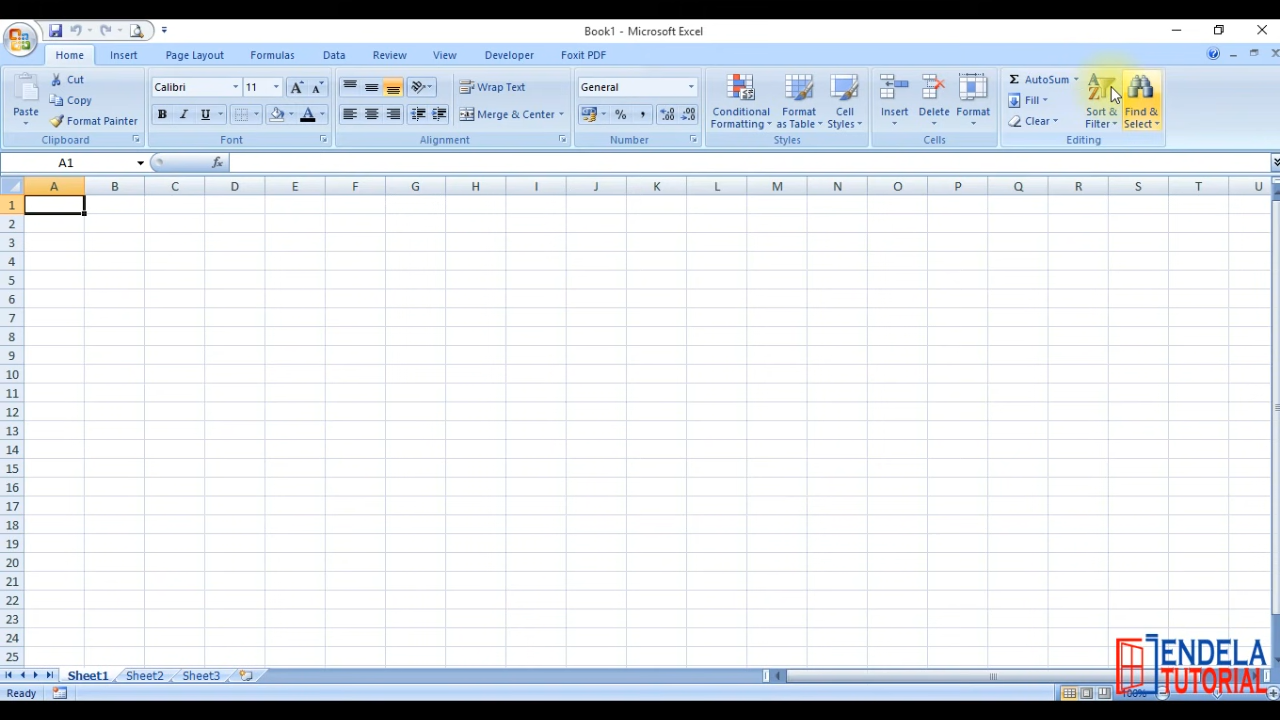 Book1 - Microsoft Excel
Home Insert Page Layout Formulas Data Review View Developer Foxit PDF
Paste
Cut
Copy
Format Painter
Clipboard
Calibri 11
B I U A
Font
Wrap Text
Merge & Center
Alignment
General
% ,
Number
Conditional Formatting
Format as Table
Cell Styles
Styles
Insert
Delete
Format
Cells
Σ AutoSum
Fill
Clear
Sort & Filter
Find & Select
Editing
A1 fx
A B C D E F G H I J K L M N O P Q R S T U
1
2
3
4
5
6
7
8
9
10
11
12
13
14
15
16
17
18
19
20
21
22
23
24
25
Sheet1 Sheet2 Sheet3
Ready 100%
ENDELA
TUTORIAL